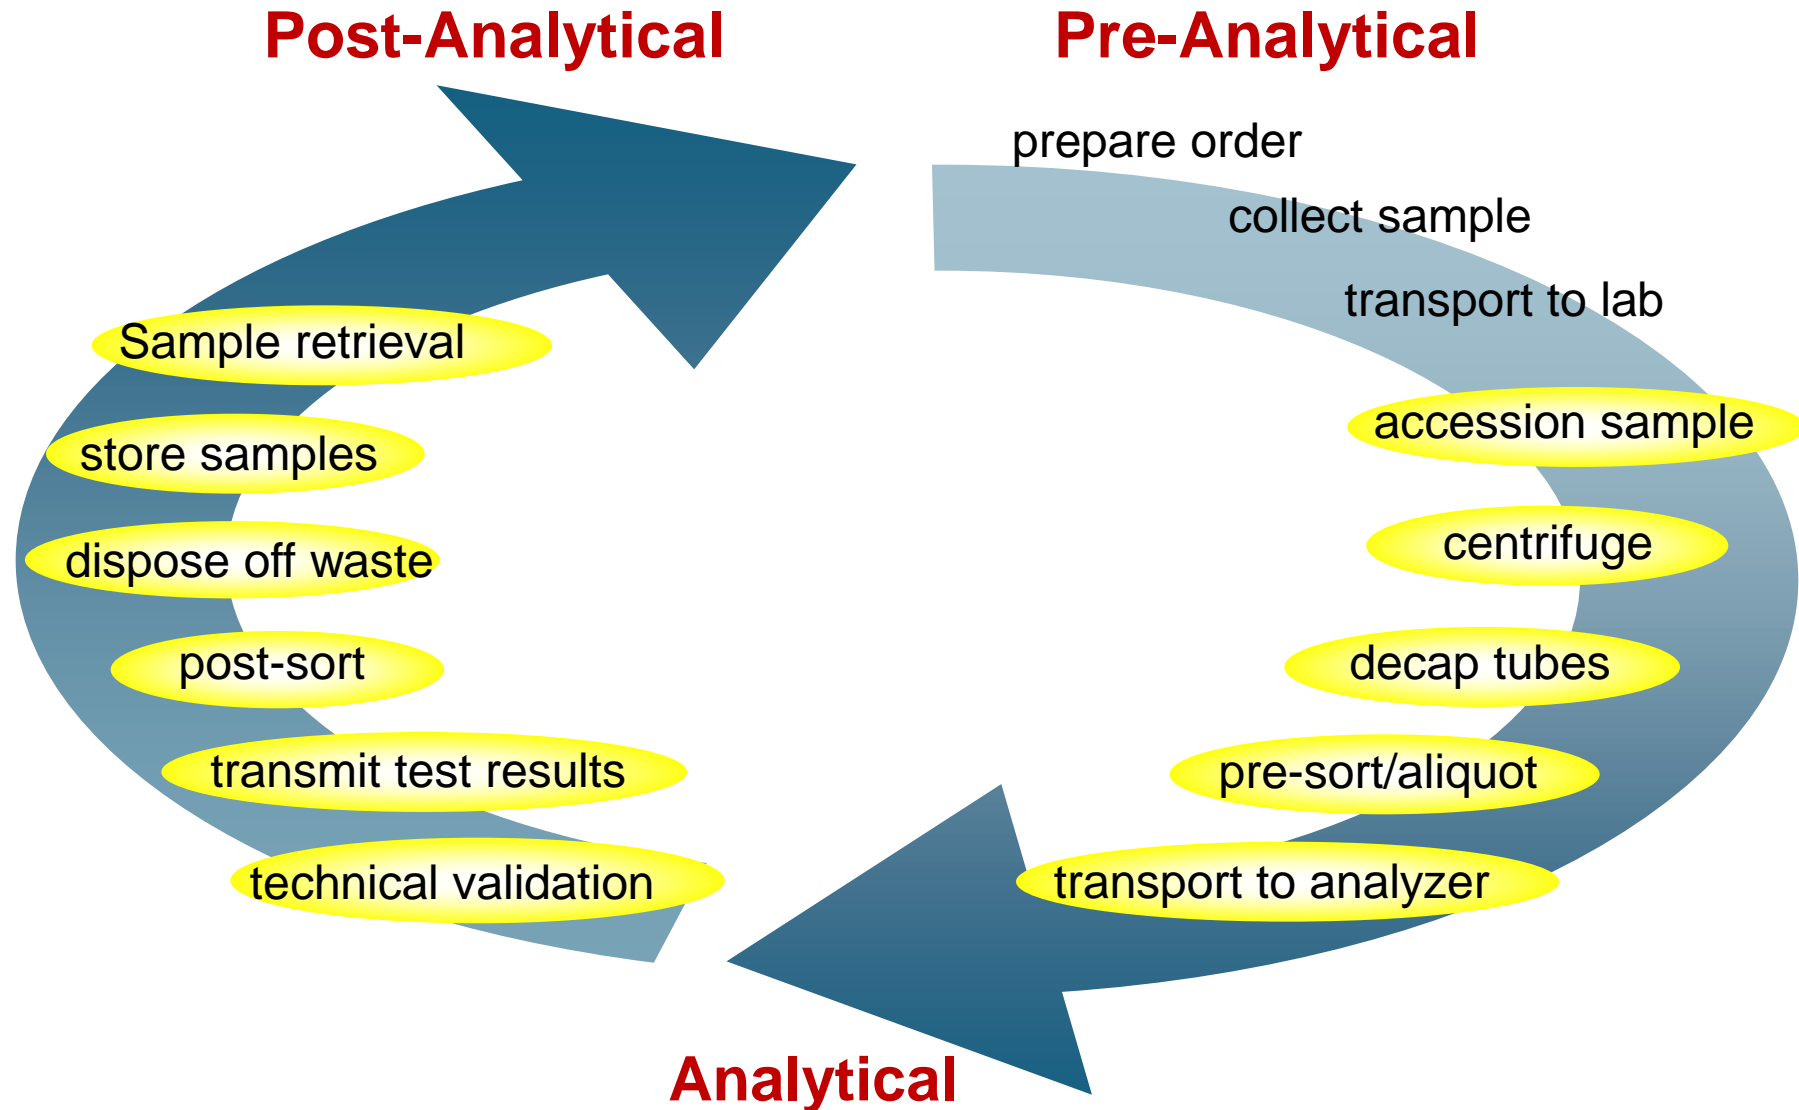 Post-Analytical
Pre-Analytical
prepare order
collect sample
transport to lab
accession sample
centrifuge
decap tubes
pre-sort/aliquot
transport to analyzer
Analytical
technical validation
transmit test results
post-sort
dispose off waste
store samples
Sample retrieval